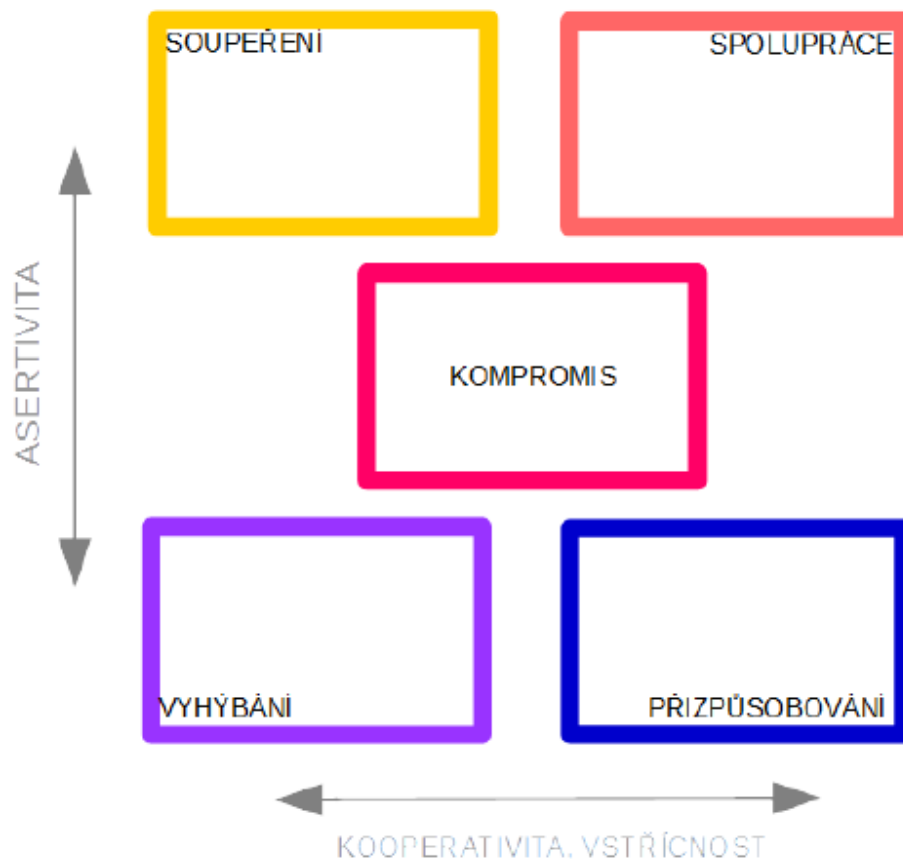 SOUPEŘENÍ
SPOLUPRÁCE
ASERTIVITA
KOMPROMIS
VYHÝBÁNÍ
PŘIZPŮSOBOVÁNÍ
KOOPERATIVITA, VSTŘÍCNOST